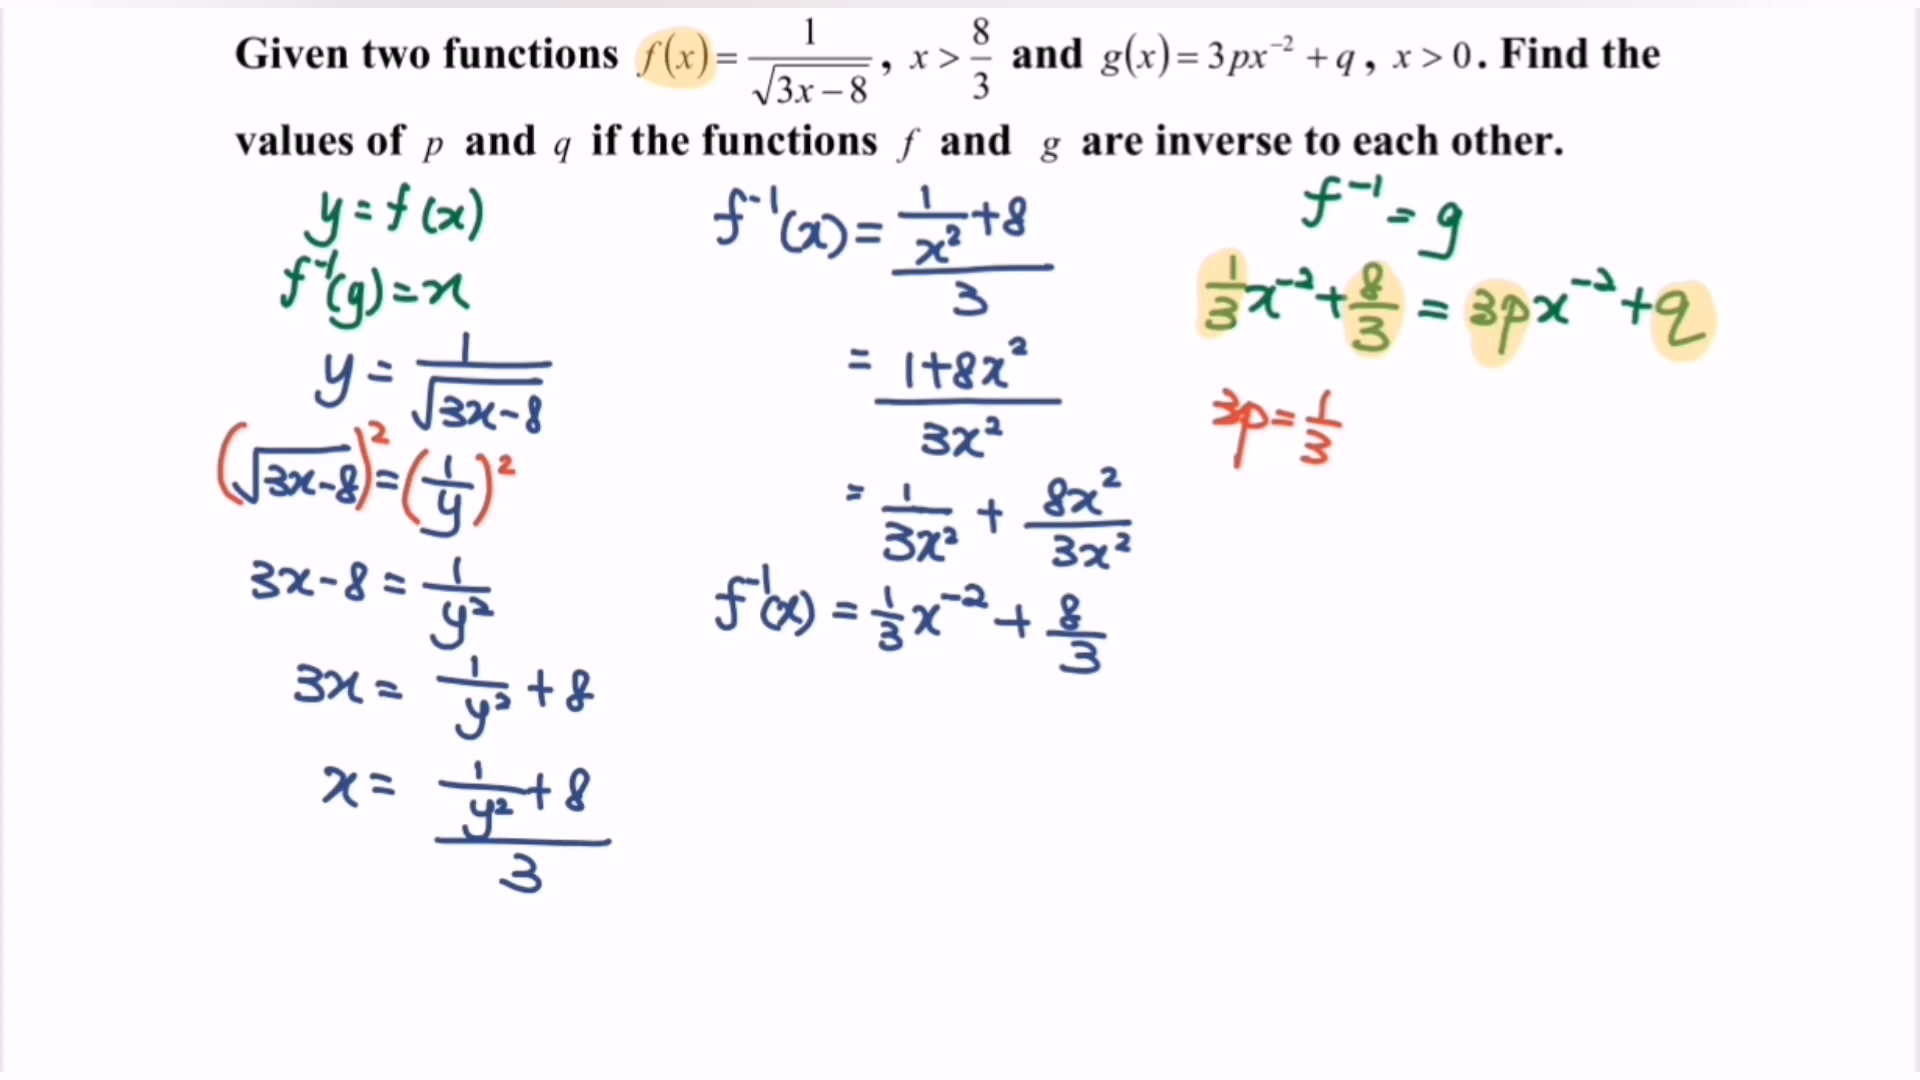 Given two functions f(x) = 1/√(3x−8), x > 8/3 and g(x) = 3px⁻² + q, x > 0. Find the
values of p and q if the functions f and g are inverse to each other.
y = f(x)
f⁻¹(y) = x
y = 1/√(3x-8)
(√(3x-8))² = (1/y)²
3x - 8 = 1/y²
3x = 1/y² + 8
x = (1/y² + 8)/3
f⁻¹(x) = (1/x² + 8)/3
= (1+8x²)/(3x²)
= 1/(3x²) + 8x²/(3x²)
f⁻¹(x) = 1/3 x⁻² + 8/3
f⁻¹ = g
1/3 x⁻² + 8/3 = 3px⁻² + q
3p = 1/3